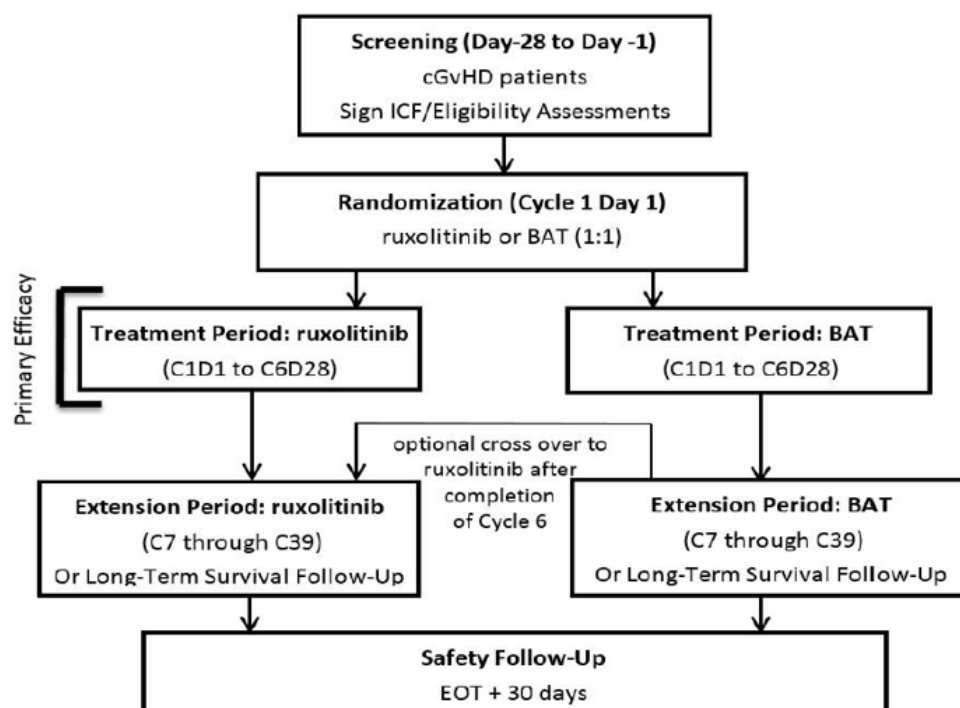 Screening (Day-28 to Day -1)
cGvHD patients
Sign ICF/Eligibility Assessments
Randomization (Cycle 1 Day 1)
ruxolitinib or BAT (1:1)
Primary Efficacy
Treatment Period: ruxolitinib
(C1D1 to C6D28)
Treatment Period: BAT
(C1D1 to C6D28)
optional cross over to
ruxolitinib after
completion
of Cycle 6
Extension Period: ruxolitinib
(C7 through C39)
Or Long-Term Survival Follow-Up
Extension Period: BAT
(C7 through C39)
Or Long-Term Survival Follow-Up
Safety Follow-Up
EOT + 30 days